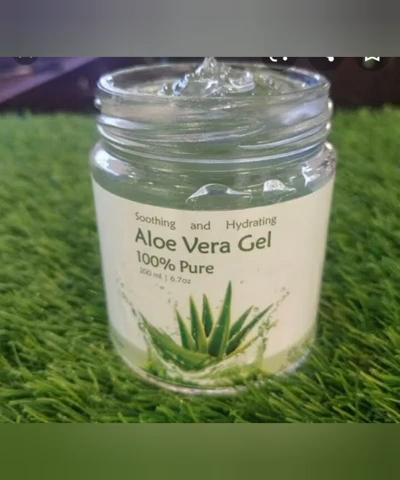 Soothing and Hydrating
Aloe Vera Gel
100% Pure
200 ml | 6.7oz